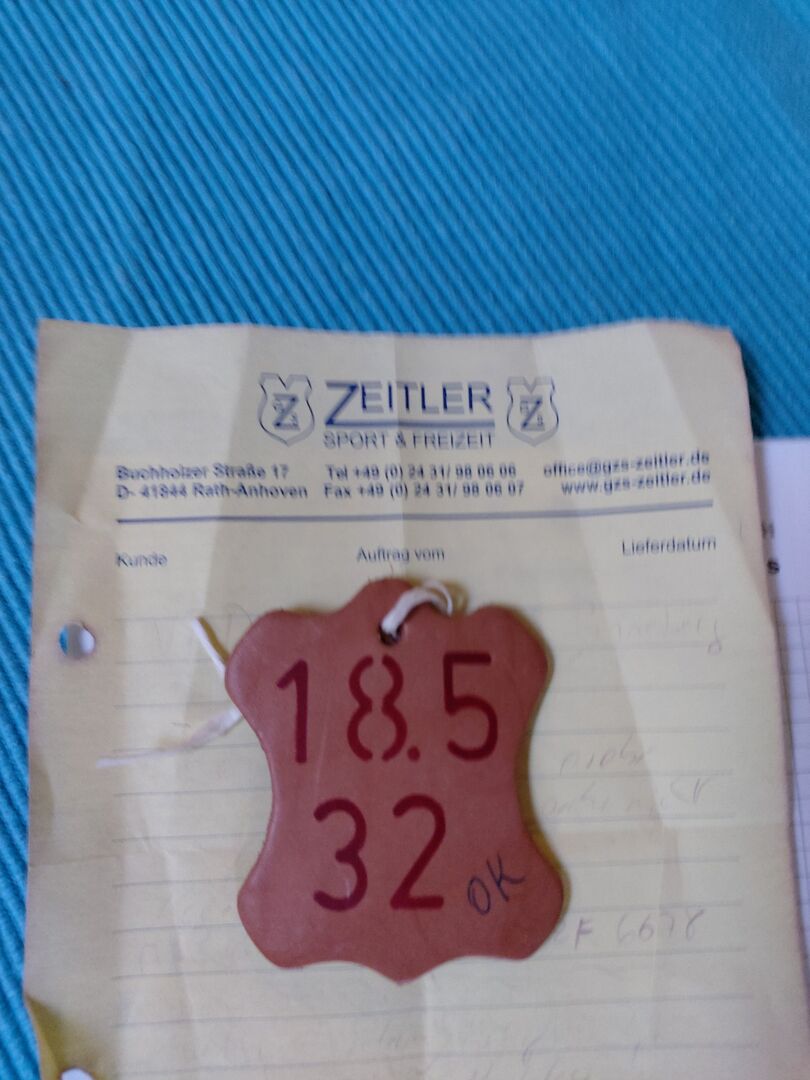 ZEITLER
SPORT & FREIZEIT
Buchholzer Straße 17 Tel +49 (0) 24 31/ 98 06 06 office@gzs-zeitler.de
D- 41844 Rath-Anhoven Fax +49 (0) 24 31/ 98 06 07 www.gzs-zeitler.de
Kunde Auftrag vom Lieferdatum
18.5
32
OK